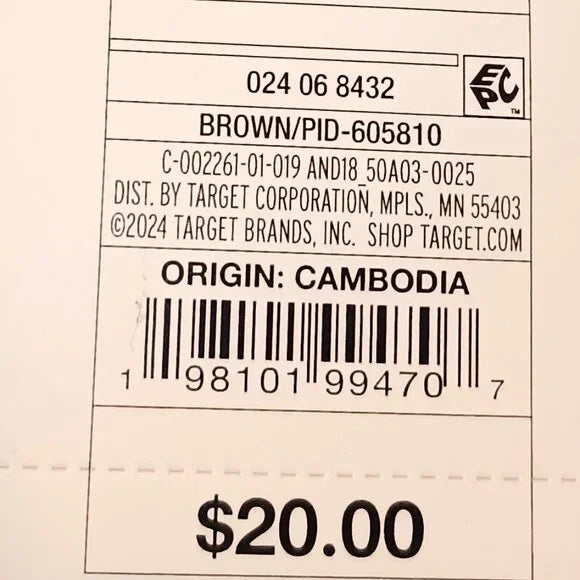 024 06 8432
EPC™
BROWN/PID-605810
C-002261-01-019 AND18_50A03-0025
DIST. BY TARGET CORPORATION, MPLS., MN 55403
©2024 TARGET BRANDS, INC. SHOP TARGET.COM
ORIGIN: CAMBODIA
1 98101 99470 7
$20.00